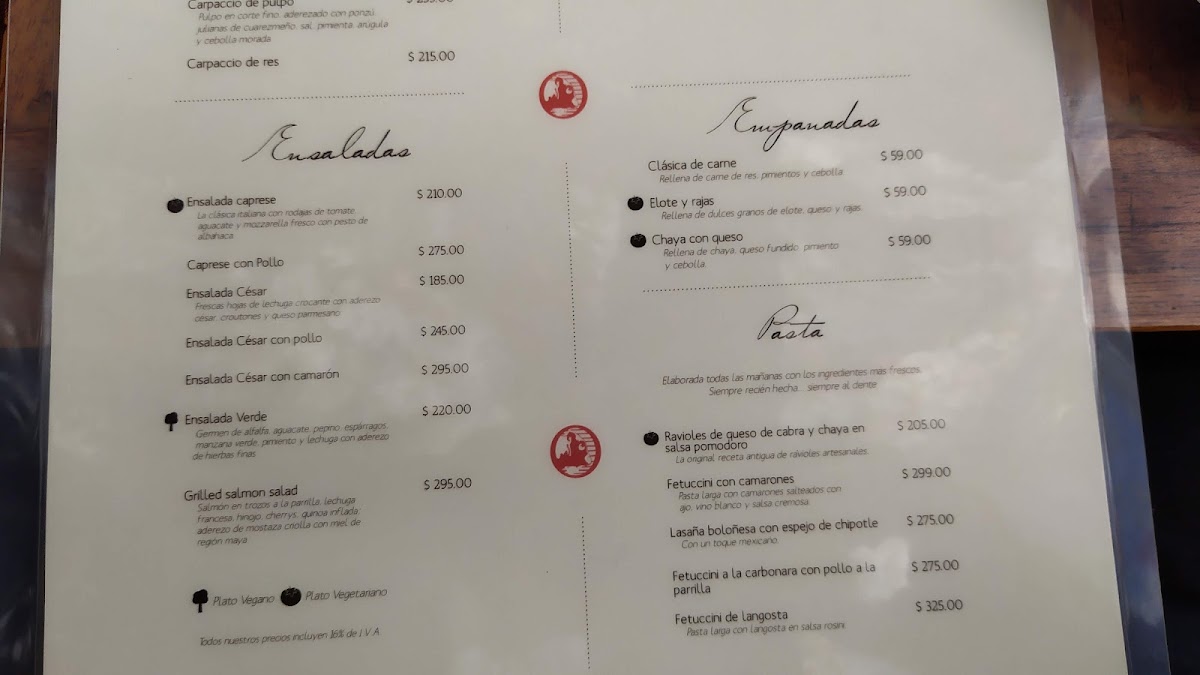 Carpaccio de pulpo
Pulpo en corte fino, aderezado con ponzú,
julianas de cuarezmeño, sal, pimienta, arúgula
y cebolla morada.
Carpaccio de res $ 215.00
Ensaladas
Ensalada caprese $ 210.00
La clásica italiana con rodajas de tomate,
aguacate y mozzarella fresco con pesto de
albahaca.
Caprese con Pollo $ 275.00
Ensalada César $ 185.00
Frescas hojas de lechuga crocante con aderezo
césar, croutones y queso parmesano
Ensalada César con pollo $ 245.00
Ensalada César con camarón $ 295.00
Ensalada Verde $ 220.00
Germen de alfalfa, aguacate, pepino, espárragos,
manzana verde, pimiento y lechuga con aderezo
de hierbas finas
Grilled salmon salad $ 295.00
Salmón en trozos a la parrilla, lechuga
francesa, hinojo, cherrys, quinoa inflada;
aderezo de mostaza criolla con miel de
región maya.
Plato Vegano Plato Vegetariano
Todos nuestros precios incluyen 16% de I.V.A.
Empanadas
Clásica de carne $ 59.00
Rellena de carne de res, pimientos y cebolla.
Elote y rajas $ 59.00
Rellena de dulces granos de elote, queso y rajas.
Chaya con queso $ 59.00
Rellena de chaya, queso fundido, pimiento
y cebolla.
Pasta
Elaborada todas las mañanas con los ingredientes más frescos.
Siempre recién hecha... siempre al dente
Ravioles de queso de cabra y chaya en $ 205.00
salsa pomodoro
La original receta antigua de ravioles artesanales.
Fetuccini con camarones $ 299.00
Pasta larga con camarones salteados con
ajo, vino blanco y salsa cremosa.
Lasaña boloñesa con espejo de chipotle $ 275.00
Con un toque mexicano.
Fetuccini a la carbonara con pollo a la $ 275.00
parrilla
Fetuccini de langosta $ 325.00
Pasta larga con langosta en salsa rosini.